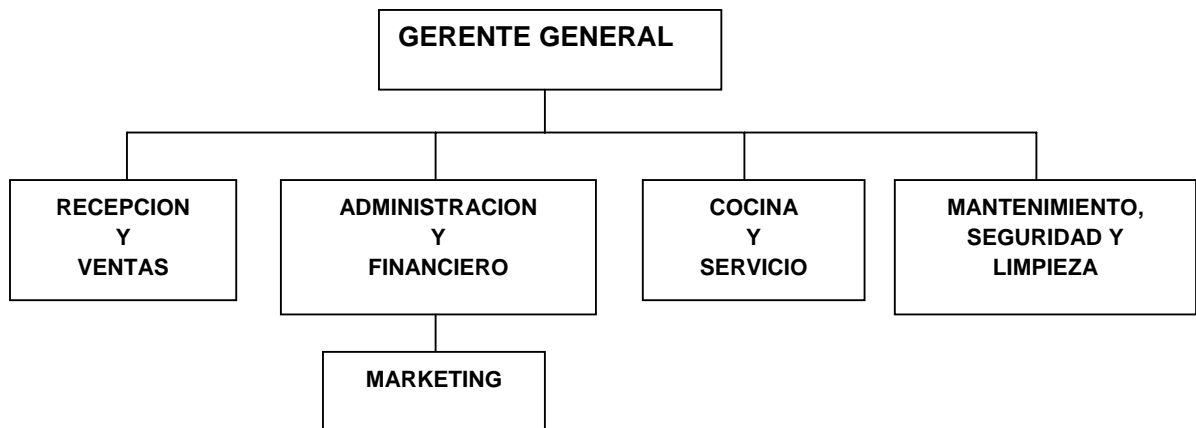 GERENTE GENERAL
RECEPCION
Y
VENTAS
ADMINISTRACION
Y
FINANCIERO
COCINA
Y
SERVICIO
MANTENIMIENTO,
SEGURIDAD Y
LIMPIEZA
MARKETING